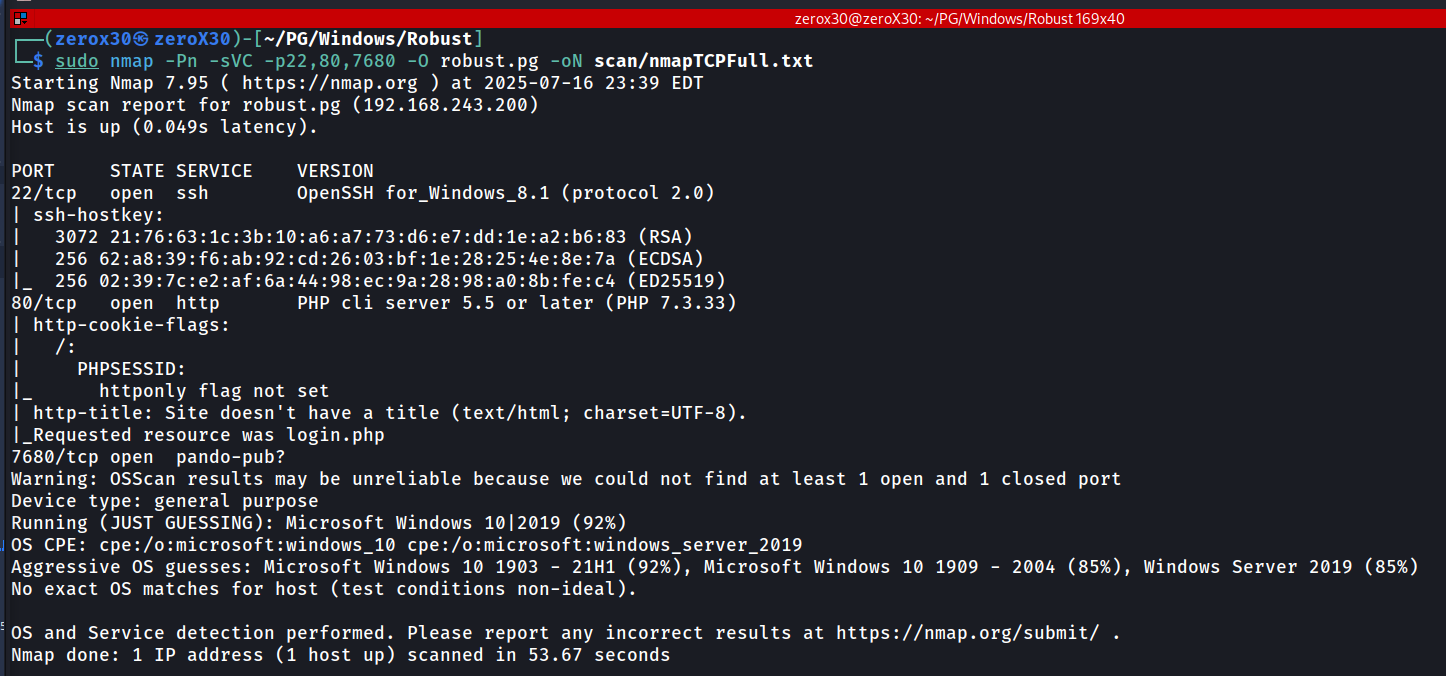 zerox30@zeroX30: ~/PG/Windows/Robust 169x40
┌──(zerox30㉿zeroX30)-[~/PG/Windows/Robust]
└─$ sudo nmap -Pn -sVC -p22,80,7680 -O robust.pg -oN scan/nmapTCPFull.txt
Starting Nmap 7.95 ( https://nmap.org ) at 2025-07-16 23:39 EDT
Nmap scan report for robust.pg (192.168.243.200)
Host is up (0.049s latency).
PORT     STATE SERVICE    VERSION
22/tcp   open  ssh        OpenSSH for_Windows_8.1 (protocol 2.0)
| ssh-hostkey:
|   3072 21:76:63:1c:3b:10:a6:a7:73:d6:e7:dd:1e:a2:b6:83 (RSA)
|   256 62:a8:39:f6:ab:92:cd:26:03:bf:1e:28:25:4e:8e:7a (ECDSA)
|_  256 02:39:7c:e2:af:6a:44:98:ec:9a:28:98:a0:8b:fe:c4 (ED25519)
80/tcp   open  http       PHP cli server 5.5 or later (PHP 7.3.33)
| http-cookie-flags:
|   /:
|     PHPSESSID:
|_      httponly flag not set
| http-title: Site doesn't have a title (text/html; charset=UTF-8).
|_Requested resource was login.php
7680/tcp open  pando-pub?
Warning: OSScan results may be unreliable because we could not find at least 1 open and 1 closed port
Device type: general purpose
Running (JUST GUESSING): Microsoft Windows 10|2019 (92%)
OS CPE: cpe:/o:microsoft:windows_10 cpe:/o:microsoft:windows_server_2019
Aggressive OS guesses: Microsoft Windows 10 1903 - 21H1 (92%), Microsoft Windows 10 1909 - 2004 (85%), Windows Server 2019 (85%)
No exact OS matches for host (test conditions non-ideal).
OS and Service detection performed. Please report any incorrect results at https://nmap.org/submit/ .
Nmap done: 1 IP address (1 host up) scanned in 53.67 seconds